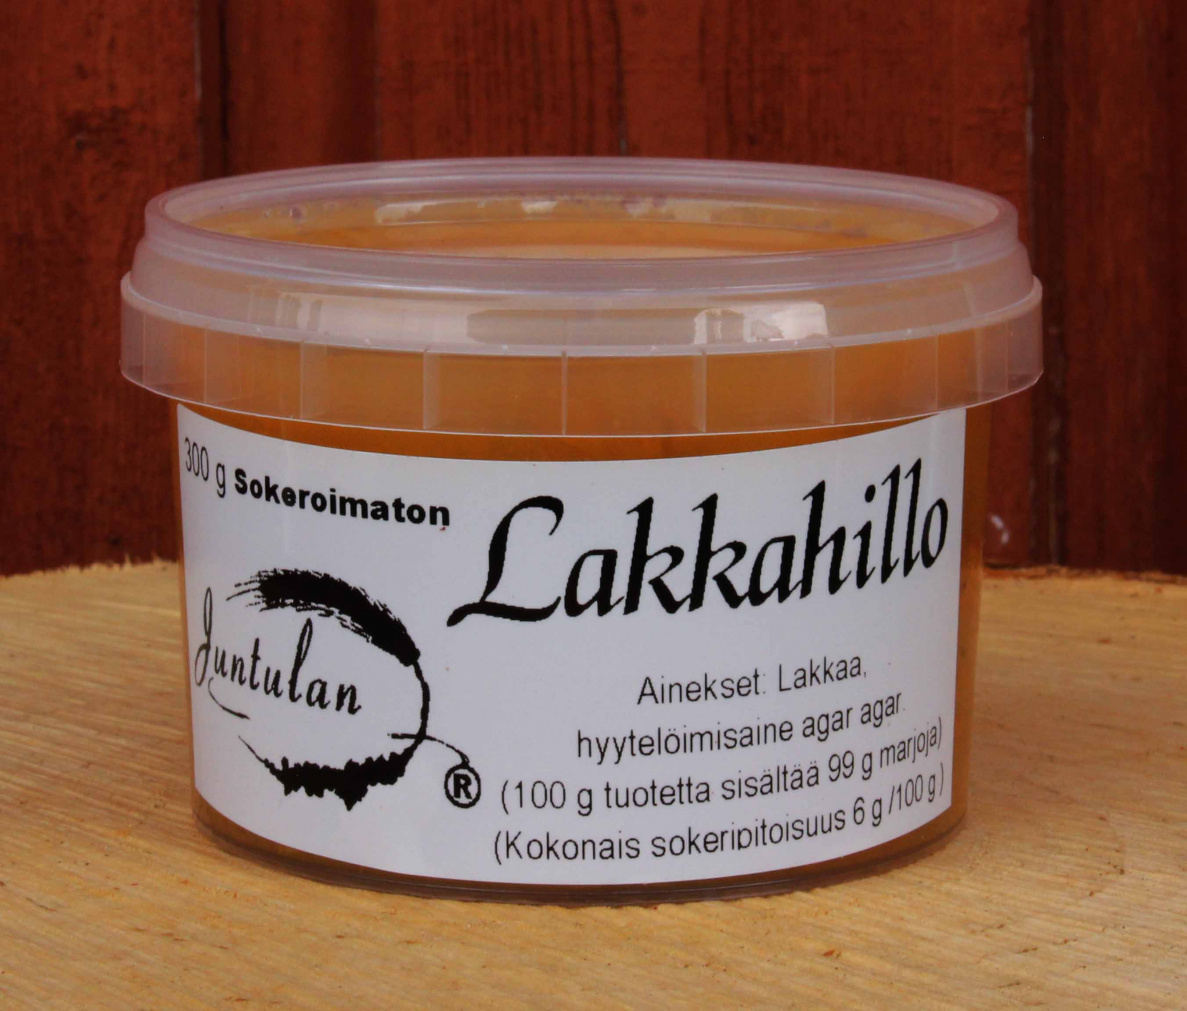 300 g Sokeroimaton
Lakkahillo
Juntulan
®
Ainekset: Lakkaa,
hyytelöimisaine agar agar.
(100 g tuotetta sisältää 99 g marjoja)
(Kokonais sokeripitoisuus 6 g /100 g)